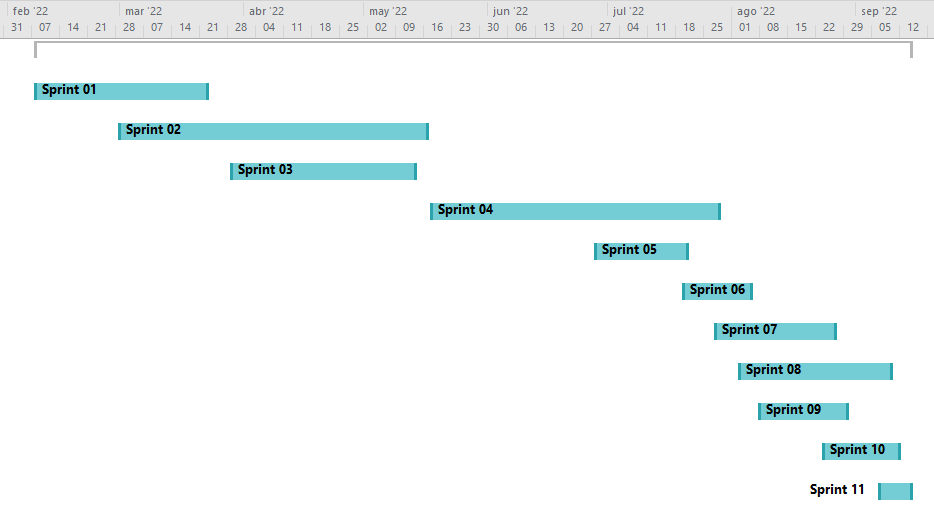 feb '22 mar '22 abr '22 may '22 jun '22 jul '22 ago '22 sep '22
31 07 14 21 28 07 14 21 28 04 11 18 25 02 09 16 23 30 06 13 20 27 04 11 18 25 01 08 15 22 29 05 12
Sprint 01
Sprint 02
Sprint 03
Sprint 04
Sprint 05
Sprint 06
Sprint 07
Sprint 08
Sprint 09
Sprint 10
Sprint 11